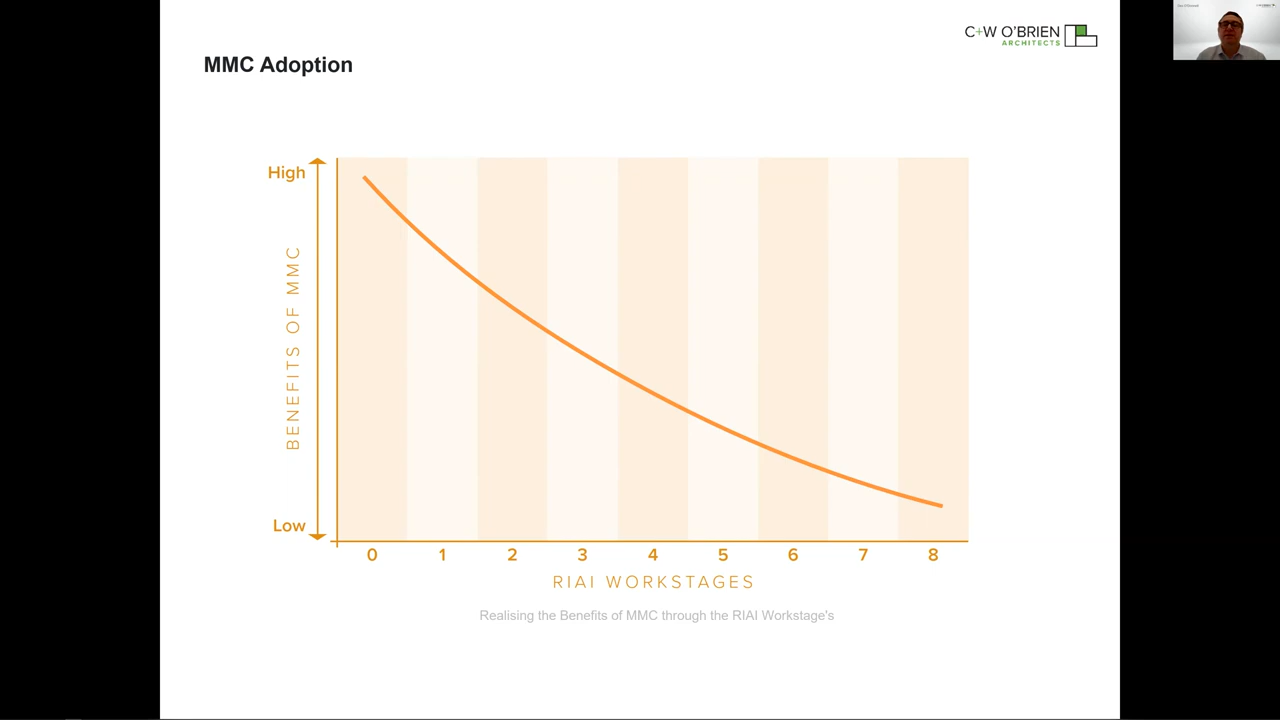 C+W O'BRIEN
ARCHITECTS
MMC Adoption
High
BENEFITS OF MMC
Low
0 1 2 3 4 5 6 7 8
RIAI WORKSTAGES
Realising the Benefits of MMC through the RIAI Workstage's